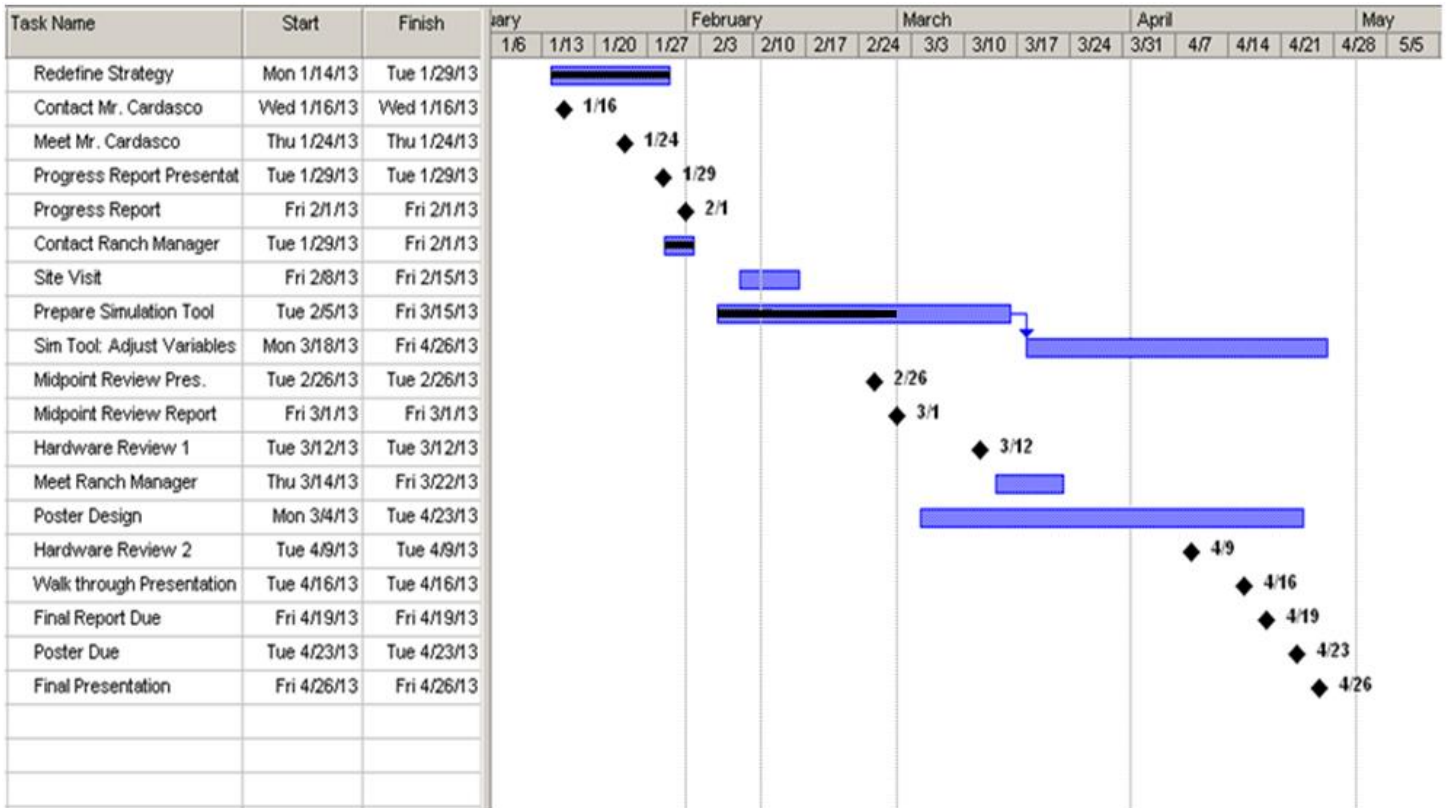 Task Name Start Finish uary February March April May
1/6 1/13 1/20 1/27 2/3 2/10 2/17 2/24 3/3 3/10 3/17 3/24 3/31 4/7 4/14 4/21 4/28 5/5
Redefine Strategy Mon 1/14/13 Tue 1/29/13
Contact Mr. Cardasco Wed 1/16/13 Wed 1/16/13 1/16
Meet Mr. Cardasco Thu 1/24/13 Thu 1/24/13 1/24
Progress Report Presentat Tue 1/29/13 Tue 1/29/13 1/29
Progress Report Fri 2/1/13 Fri 2/1/13 2/1
Contact Ranch Manager Tue 1/29/13 Fri 2/1/13
Site Visit Fri 2/8/13 Fri 2/15/13
Prepare Simulation Tool Tue 2/5/13 Fri 3/15/13
Sim Tool: Adjust Variables Mon 3/18/13 Fri 4/26/13
Midpoint Review Pres. Tue 2/26/13 Tue 2/26/13 2/26
Midpoint Review Report Fri 3/1/13 Fri 3/1/13 3/1
Hardware Review 1 Tue 3/12/13 Tue 3/12/13 3/12
Meet Ranch Manager Thu 3/14/13 Fri 3/22/13
Poster Design Mon 3/4/13 Tue 4/23/13
Hardware Review 2 Tue 4/9/13 Tue 4/9/13 4/9
Walk through Presentation Tue 4/16/13 Tue 4/16/13 4/16
Final Report Due Fri 4/19/13 Fri 4/19/13 4/19
Poster Due Tue 4/23/13 Tue 4/23/13 4/23
Final Presentation Fri 4/26/13 Fri 4/26/13 4/26